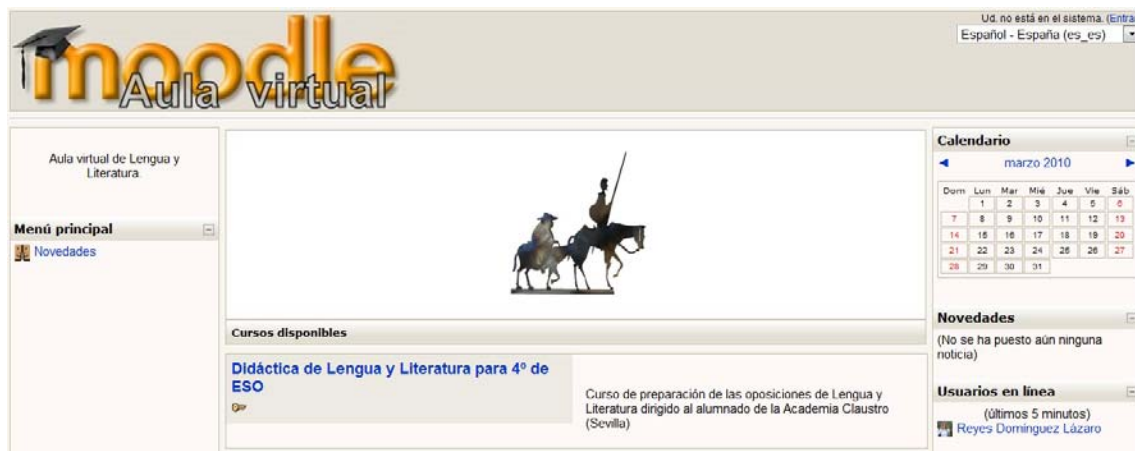 moodle
Aula virtual
Ud. no está en el sistema. (Entra
Español - España (es_es)
Aula virtual de Lengua y
Literatura.
Menú principal
Novedades
Cursos disponibles
Didáctica de Lengua y Literatura para 4º de
ESO
Curso de preparación de las oposiciones de Lengua y
Literatura dirigido al alumnado de la Academia Claustro
(Sevilla)
Calendario
marzo 2010
Dom Lun Mar Mié Jue Vie Sáb
1 2 3 4 5 6
7 8 9 10 11 12 13
14 15 16 17 18 19 20
21 22 23 24 25 26 27
28 29 30 31
Novedades
(No se ha puesto aún ninguna
noticia)
Usuarios en línea
(últimos 5 minutos)
Reyes Domínguez Lázaro